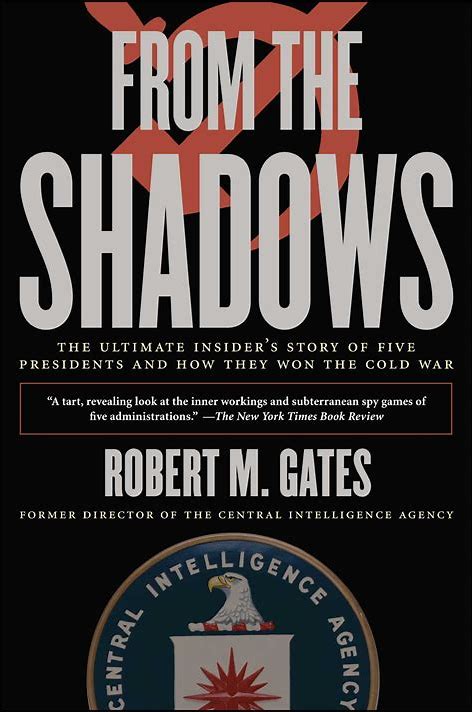 FROM THE
SHADOWS
THE ULTIMATE INSIDER'S STORY OF FIVE
PRESIDENTS AND HOW THEY WON THE COLD WAR
“A tart, revealing look at the inner workings and subterranean spy games of
five administrations.” —The New York Times Book Review
ROBERT M. GATES
FORMER DIRECTOR OF THE CENTRAL INTELLIGENCE AGENCY
CENTRAL INTELLIGENCE AGENCY